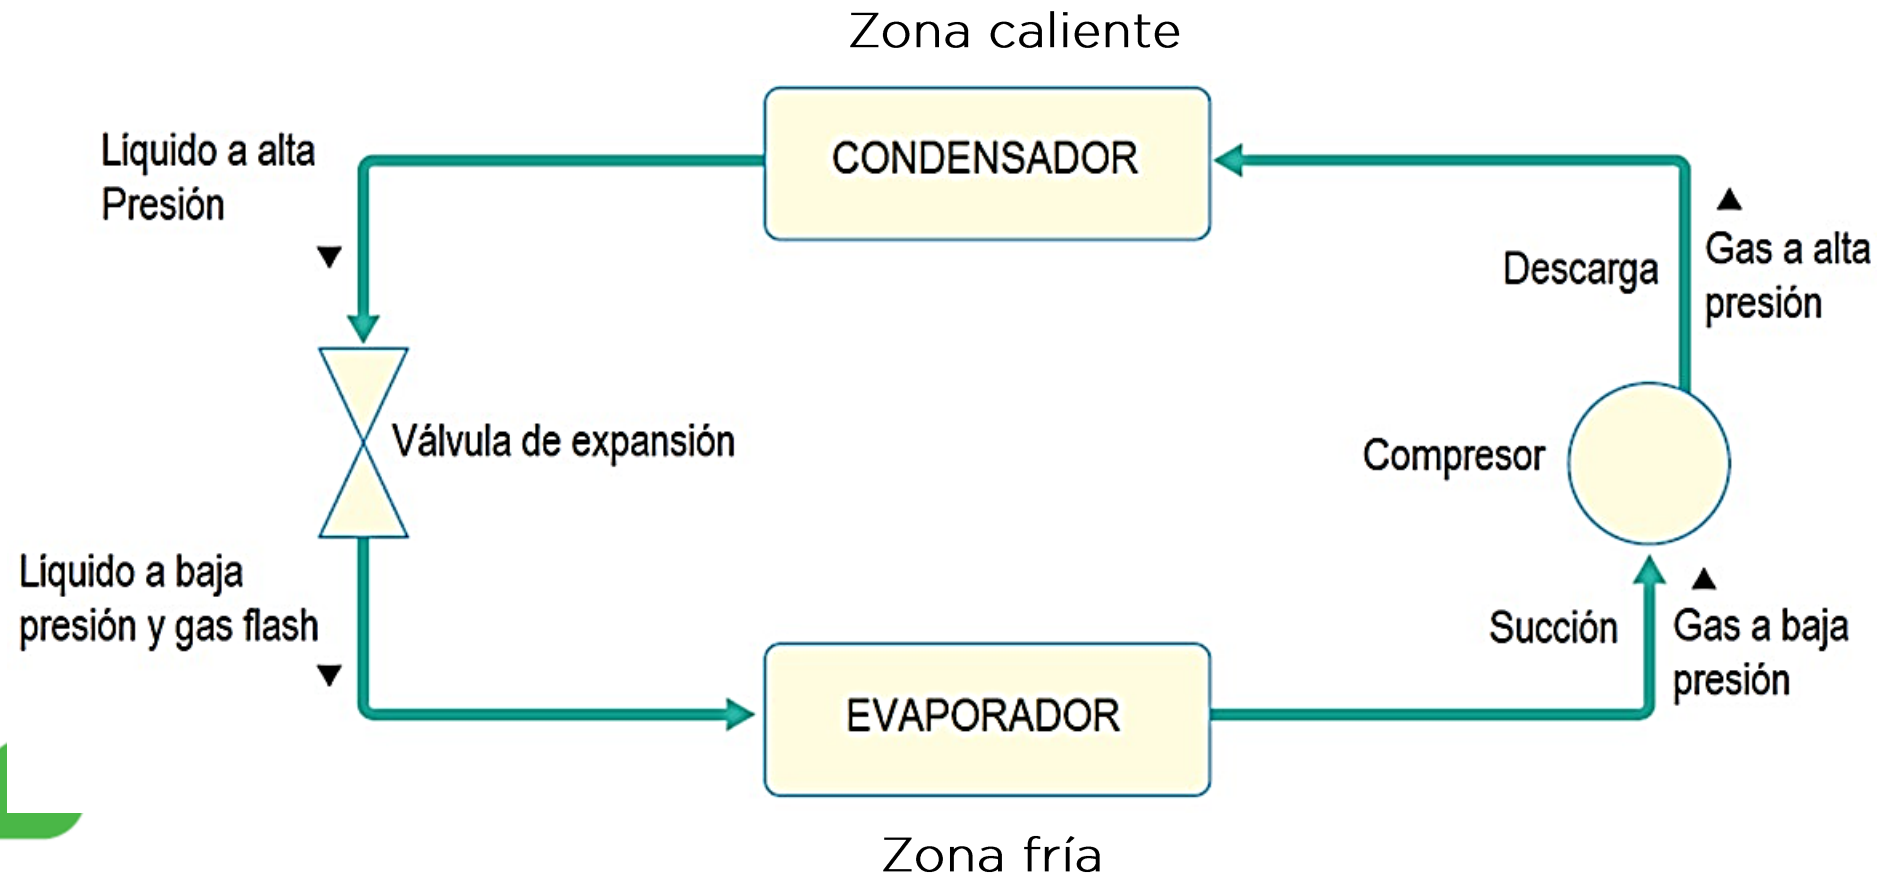 Zona caliente
CONDENSADOR
Líquido a alta
Presión
Descarga
Gas a alta
presión
Válvula de expansión
Compresor
Líquido a baja
presión y gas flash
Succión
Gas a baja
presión
EVAPORADOR
Zona fría